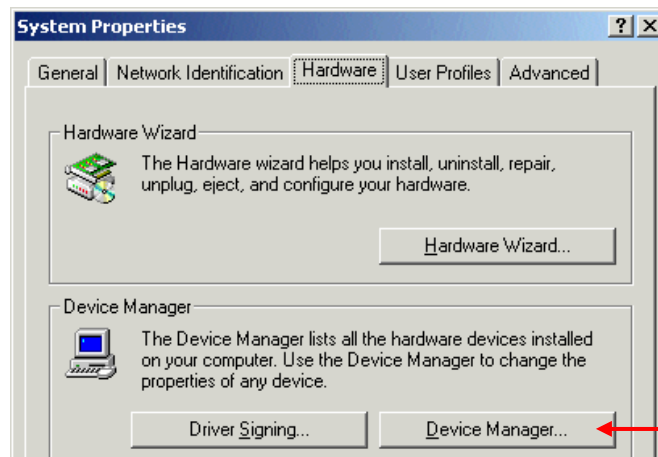 System Properties
General Network Identification Hardware User Profiles Advanced
Hardware Wizard
The Hardware wizard helps you install, uninstall, repair,
unplug, eject, and configure your hardware.
Hardware Wizard...
Device Manager
The Device Manager lists all the hardware devices installed
on your computer. Use the Device Manager to change the
properties of any device.
Driver Signing... Device Manager...